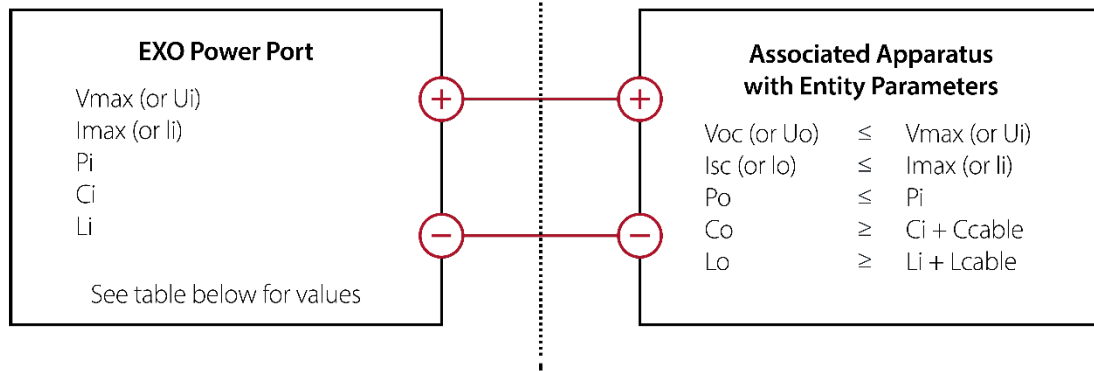 EXO Power Port
Vmax (or Ui)
Imax (or Ii)
Pi
Ci
Li
See table below for values
+
+
−
−
Associated Apparatus
with Entity Parameters
Voc (or Uo) ≤ Vmax (or Ui)
Isc (or Io) ≤ Imax (or Ii)
Po ≤ Pi
Co ≥ Ci + Ccable
Lo ≥ Li + Lcable